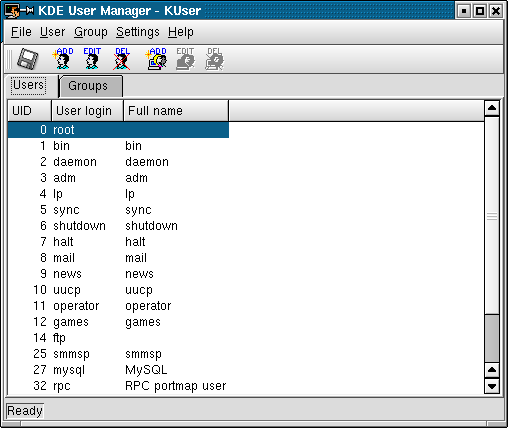 KDE User Manager - KUser
File User Group Settings Help
ADD EDIT DEL ADD EDIT DEL
Users Groups
UID User login Full name
0 root
1 bin bin
2 daemon daemon
3 adm adm
4 lp lp
5 sync sync
6 shutdown shutdown
7 halt halt
8 mail mail
9 news news
10 uucp uucp
11 operator operator
12 games games
14 ftp
25 smmsp smmsp
27 mysql MySQL
32 rpc RPC portmap user
Ready